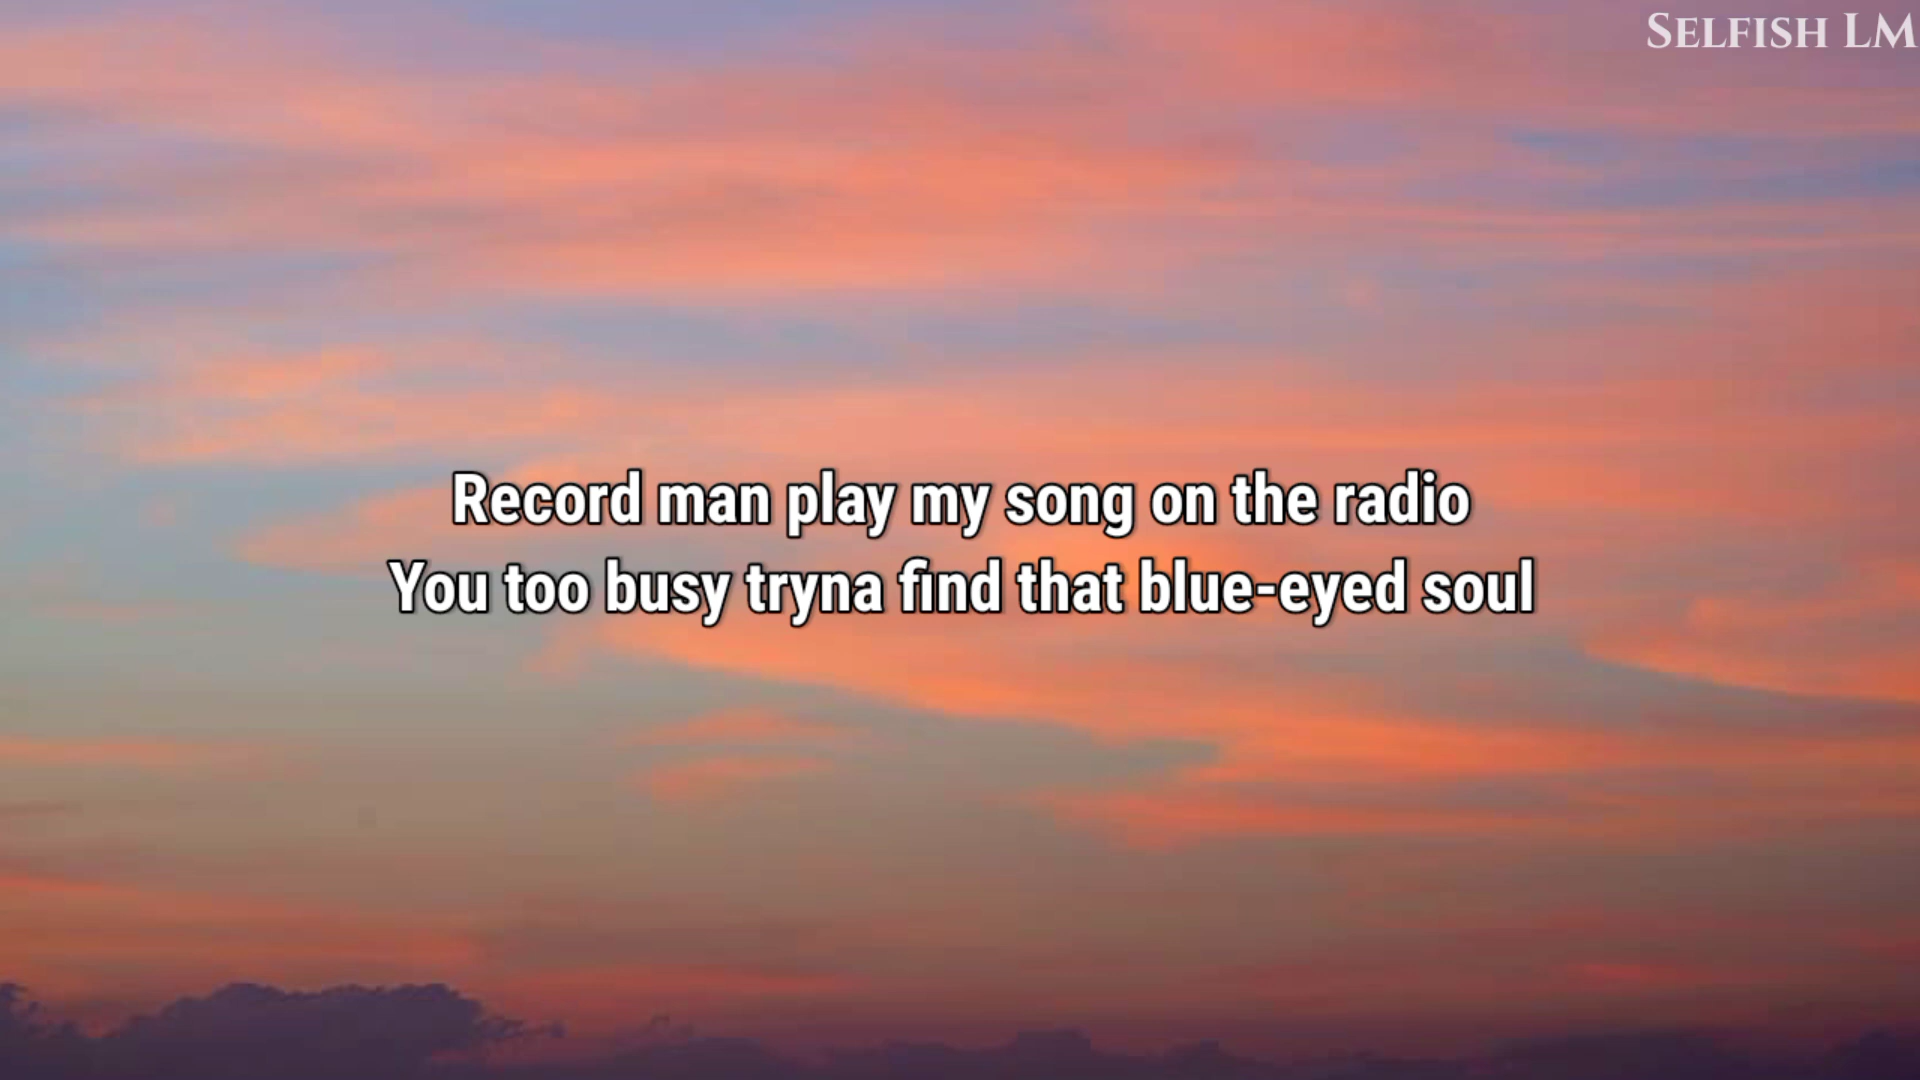 SELFISH LM
Record man play my song on the radio
You too busy tryna find that blue-eyed soul